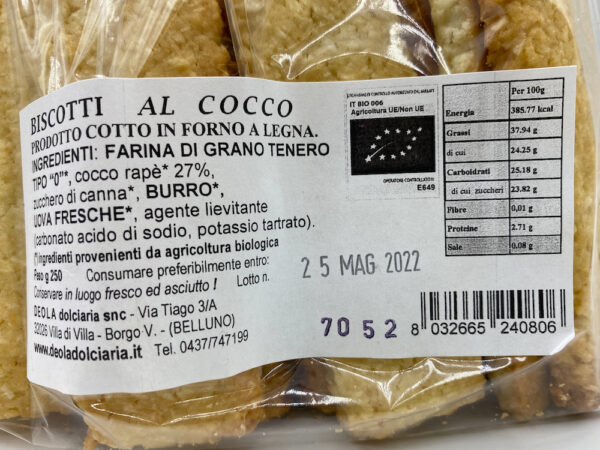 BISCOTTI AL COCCO
PRODOTTO COTTO IN FORNO A LEGNA.
INGREDIENTI: FARINA DI GRANO TENERO
TIPO "0"*, cocco rapè* 27%,
zucchero di canna*, BURRO*,
UOVA FRESCHE*, agente lievitante
(carbonato acido di sodio, potassio tartrato).
(*)ingredienti provenienti da agricoltura biologica
Peso g 250 Consumare preferibilmente entro:
Conservare in luogo fresco ed asciutto ! Lotto n.
DEOLA dolciaria snc - Via Tiago 3/A
32026 Villa di Villa - Borgo V. - (BELLUNO)
www.deoladolciaria.it Tel. 0437/747199
25 MAG 2022
7052
IT BIO 006
Agricoltura UE/Non UE
OPERATORE CONTROLLATO N.
E649
Per 100g
Energia 385.77 kcal
Grassi 37.94 g
di cui 24.25 g
Carboidrati 25.18 g
di cui zuccheri 23.82 g
Fibre 0,01 g
Proteine 2.71 g
Sale 0.08 g
8 032665 240806